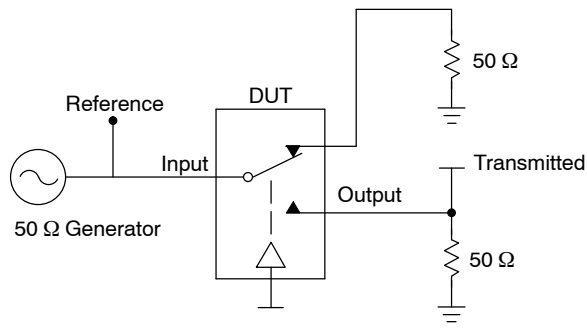 50 Ω
DUT
Reference
Input
Transmitted
Output
50 Ω Generator
50 Ω